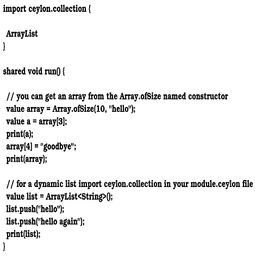 import ceylon.collection {
ArrayList
}
shared void run() {
// you can get an array from the Array.ofSize named constructor
value array = Array.ofSize(10, "hello");
value a = array[3];
print(a);
array[4] = "goodbye";
print(array);
// for a dynamic list import ceylon.collection in your module.ceylon file
value list = ArrayList<String>();
list.push("hello");
list.push("hello again");
print(list);
}